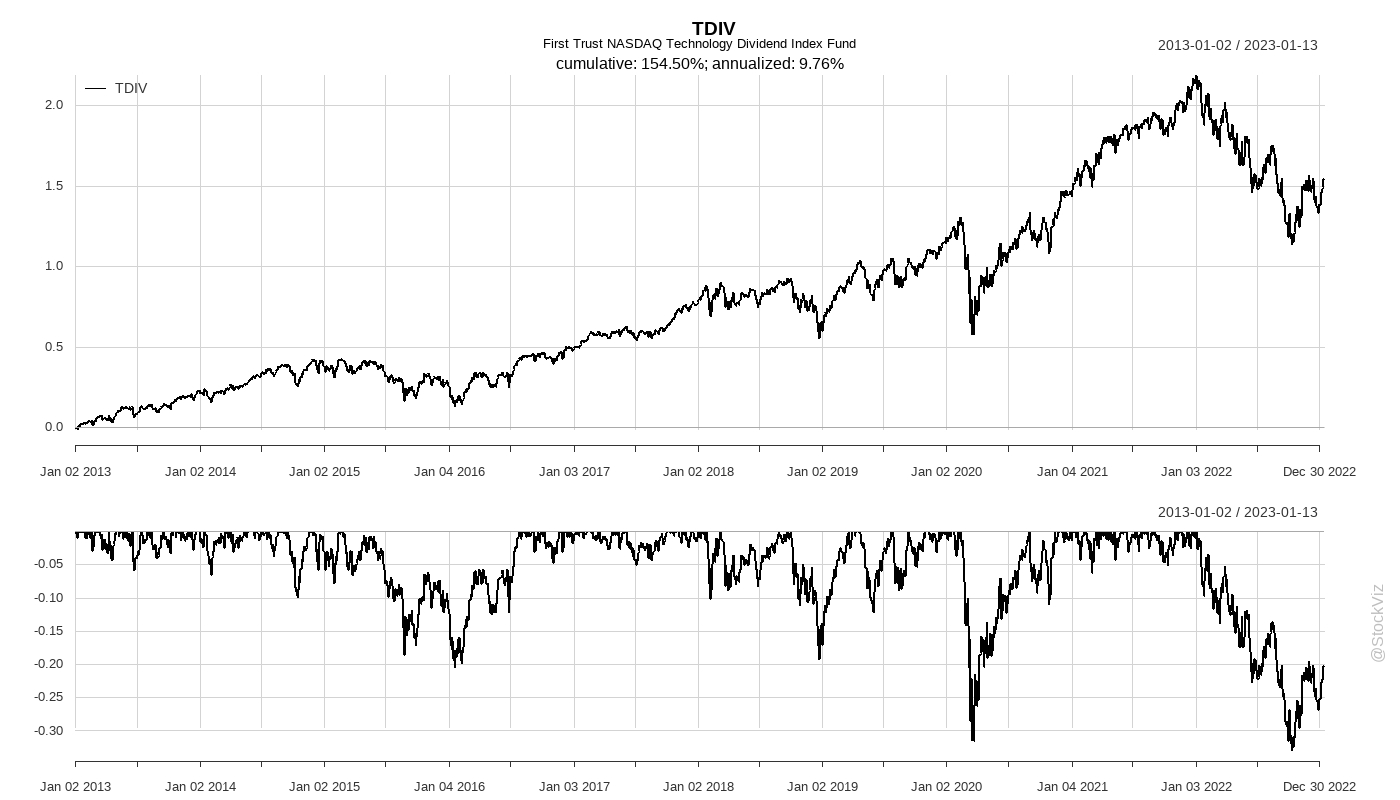 TDIV
First Trust NASDAQ Technology Dividend Index Fund
cumulative: 154.50%; annualized: 9.76%
2013-01-02 / 2023-01-13
TDIV
2.0
1.5
1.0
0.5
0.0
Jan 02 2013 Jan 02 2014 Jan 02 2015 Jan 04 2016 Jan 03 2017 Jan 02 2018 Jan 02 2019 Jan 02 2020 Jan 04 2021 Jan 03 2022 Dec 30 2022
2013-01-02 / 2023-01-13
-0.05
-0.10
-0.15
-0.20
-0.25
-0.30
Jan 02 2013 Jan 02 2014 Jan 02 2015 Jan 04 2016 Jan 03 2017 Jan 02 2018 Jan 02 2019 Jan 02 2020 Jan 04 2021 Jan 03 2022 Dec 30 2022
@StockViz